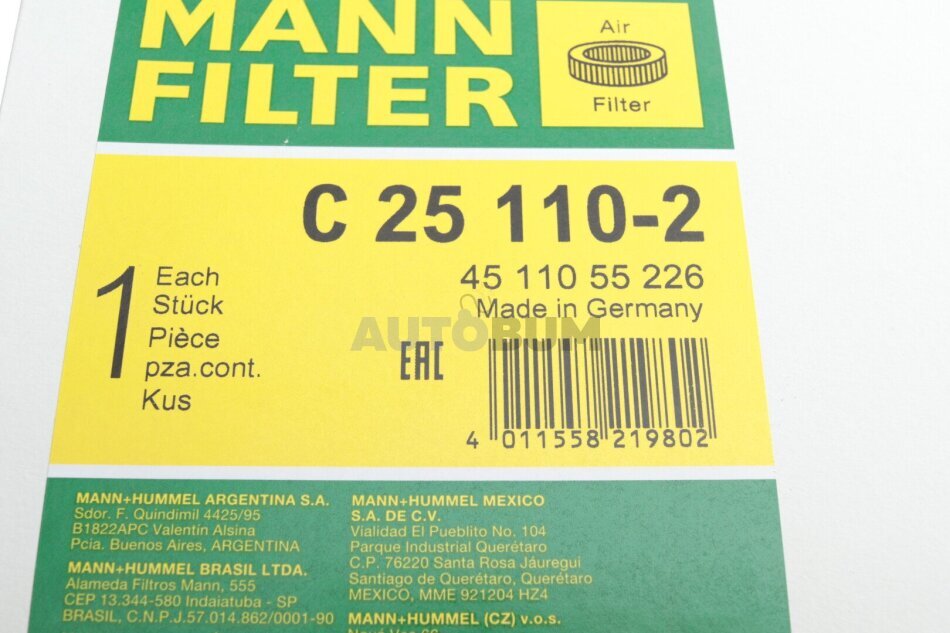 MANN
FILTER
Air
Filter
C 25 110-2
45 110 55 226
Made in Germany
1
Each
Stück
Pièce
pza.cont.
Kus
AUTOBUM
EAC
4 011558 219802
MANN+HUMMEL ARGENTINA S.A.
Sdor. F. Quindimil 4425/95
B1822APC Valentín Alsina
Pcia. Buenos Aires, ARGENTINA
MANN+HUMMEL BRASIL LTDA.
Alameda Filtros Mann, 555
CEP 13.344-580 Indaiatuba - SP
BRASIL, C.N.P.J.57.014.862/0001-90
MANN+HUMMEL MEXICO
S.A. DE C.V.
Vialidad El Pueblito No. 104
Parque Industrial Querétaro
C.P. 76220 Santa Rosa Jáuregui
Santiago de Querétaro, Querétaro
MEXICO, MME 921204 HZ4
MANN+HUMMEL (CZ) v.o.s.